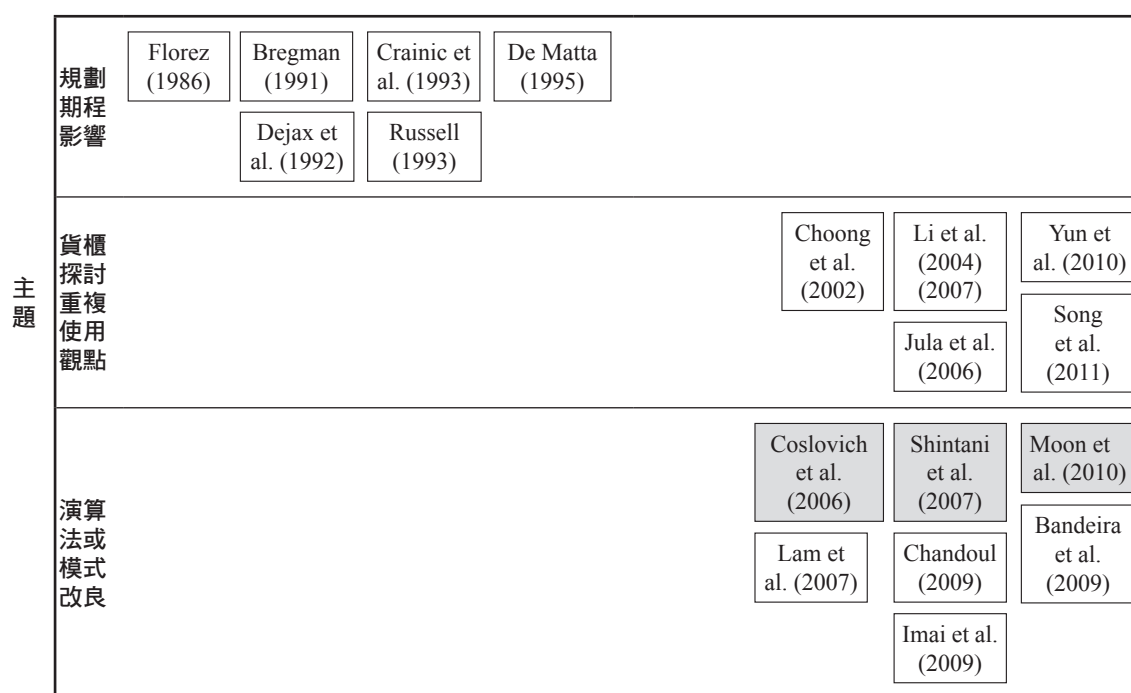 主
題
規劃
期程
影響
Florez
(1986)
Bregman
(1991)
Crainic et
al. (1993)
De Matta
(1995)
Dejax et
al. (1992)
Russell
(1993)
貨櫃
探討
重複
使用
觀點
Choong
et al.
(2002)
Li et al.
(2004)
(2007)
Yun et
al. (2010)
Jula et al.
(2006)
Song
et al.
(2011)
演算
法或
模式
改良
Coslovich
et al.
(2006)
Shintani
et al.
(2007)
Moon et
al. (2010)
Lam et
al. (2007)
Chandoul
(2009)
Bandeira
et al.
(2009)
Imai et al.
(2009)